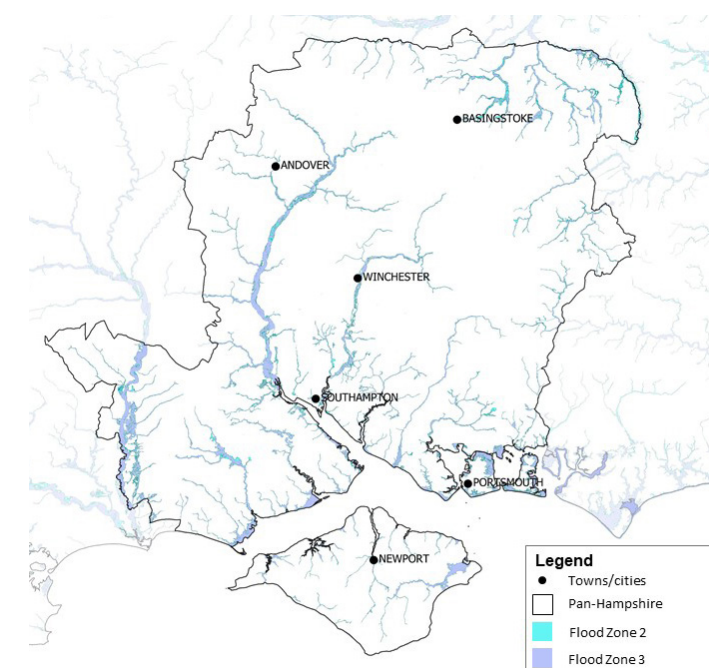 BASINGSTOKE
ANDOVER
WINCHESTER
SOUTHAMPTON
PORTSMOUTH
NEWPORT
Legend
Towns/cities
Pan-Hampshire
Flood Zone 2
Flood Zone 3